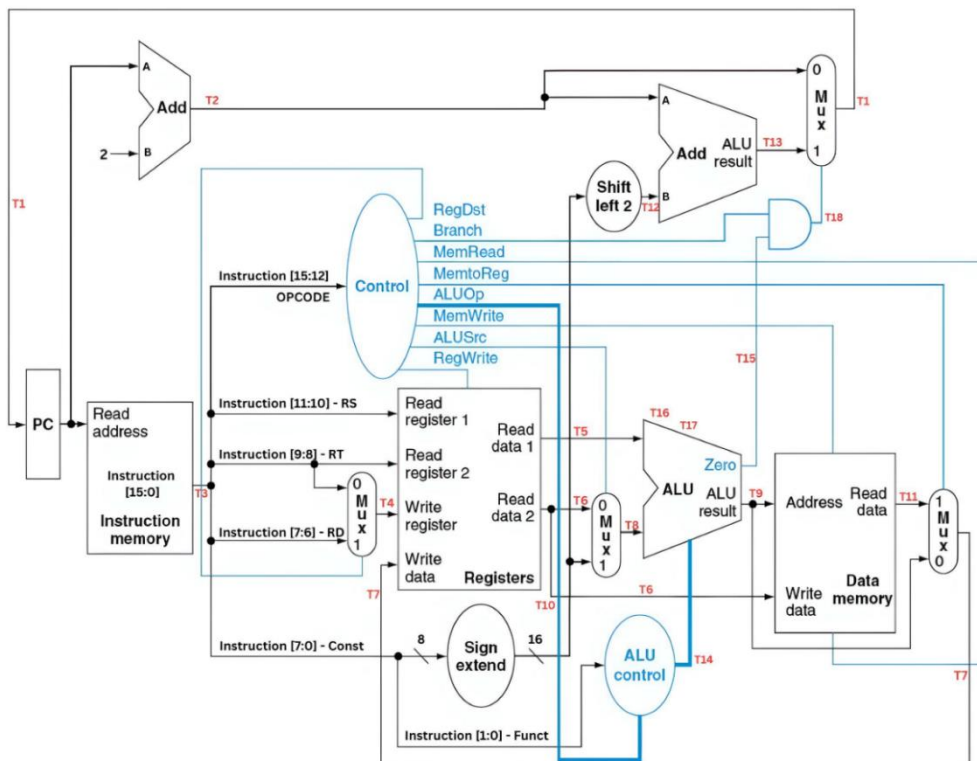 A
Add
T2
2
B
T1
0
Mux
1
T1
A
Add
ALU
result
T13
B
Shift
left 2
T12
T18
RegDst
Branch
MemRead
MemtoReg
ALUOp
MemWrite
ALUSrc
RegWrite
Control
Instruction [15:12]
OPCODE
T15
PC
Read
address
Instruction
[15:0]
Instruction
memory
T3
Instruction [11:10] - RS
Instruction [9:8] - RT
Instruction [7:6] - RD
Instruction [7:0] - Const
0
Mux
1
T4
Read
register 1
Read
register 2
Write
register
Write
data
Read
data 1
Read
data 2
Registers
T7
T5
T6
T10
0
Mux
1
T8
T16
T17
Zero
ALU
ALU
result
T9
T6
Address
Read
data
Write
data
Data
memory
T11
1
Mux
0
T7
8
Sign
extend
16
ALU
control
T14
Instruction [1:0] - Funct